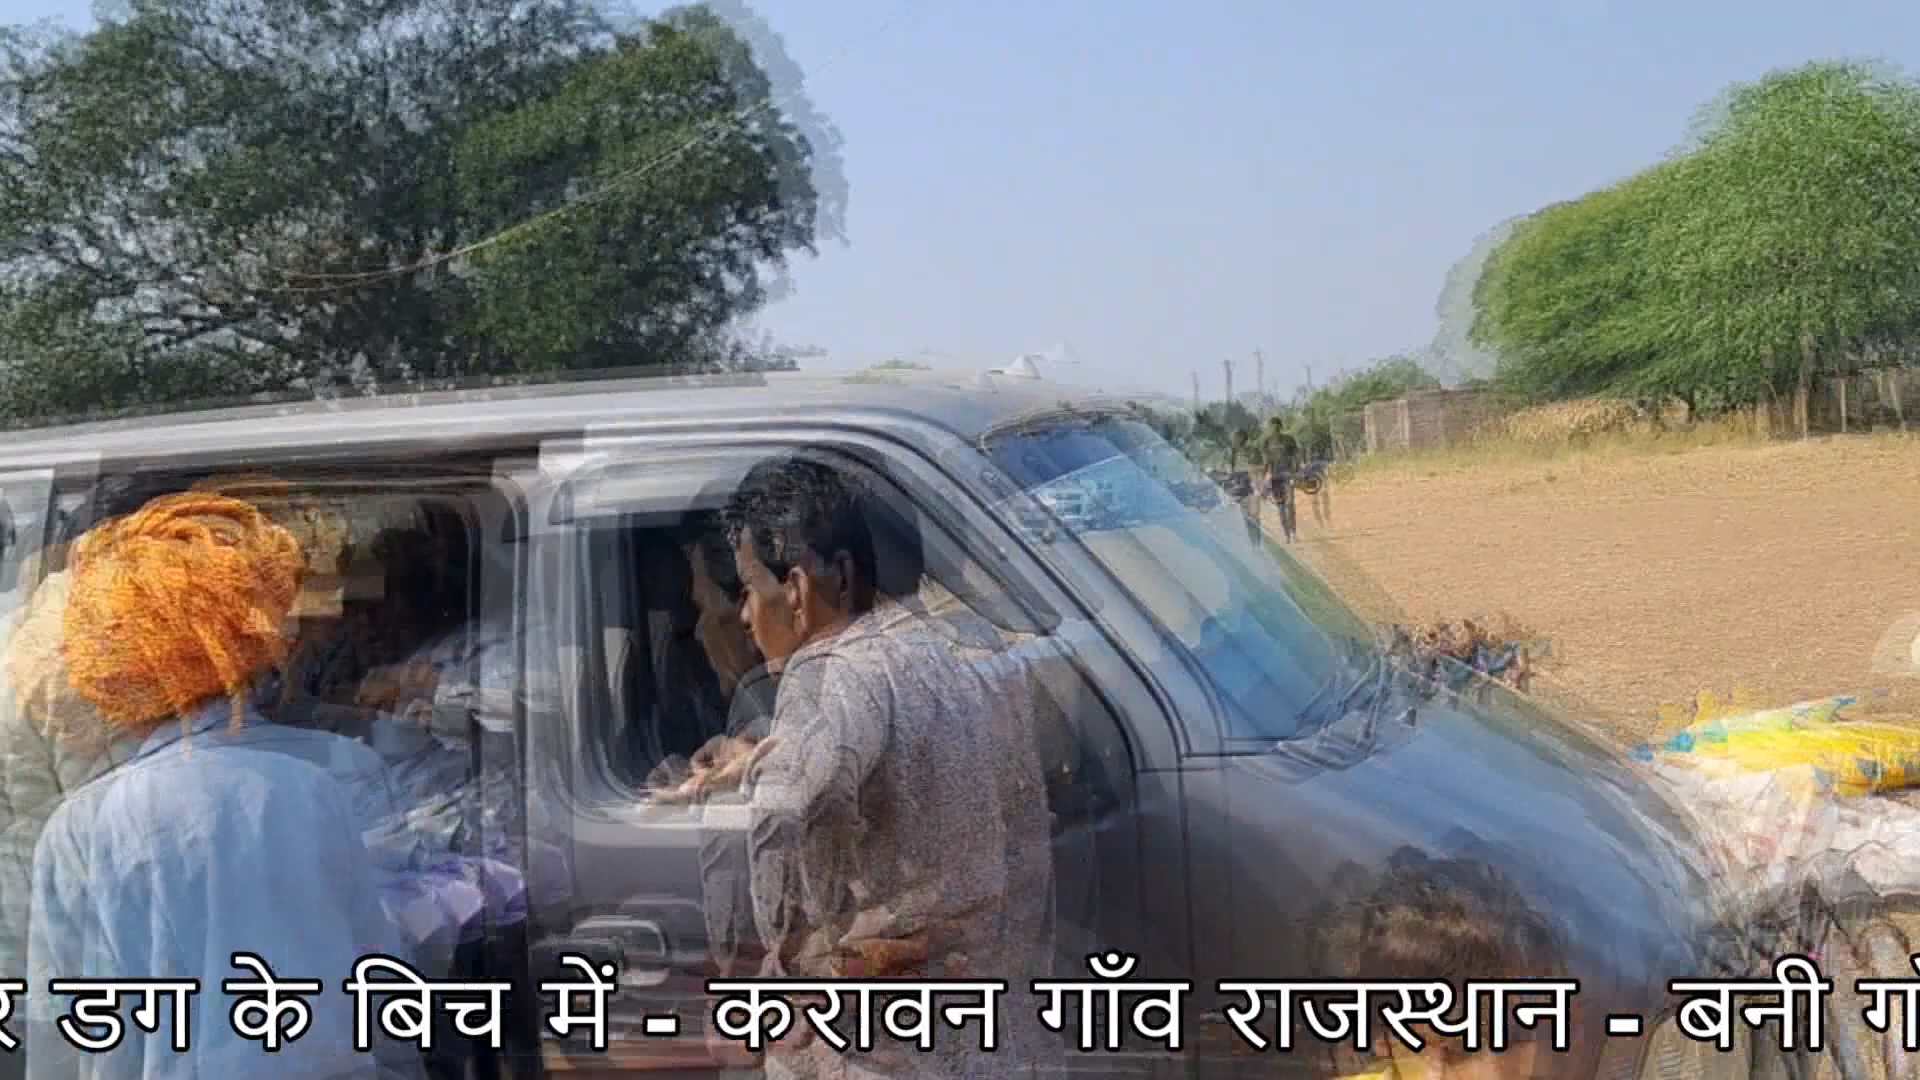 डग के बिच में - करावन गाँव राजस्थान - बनी